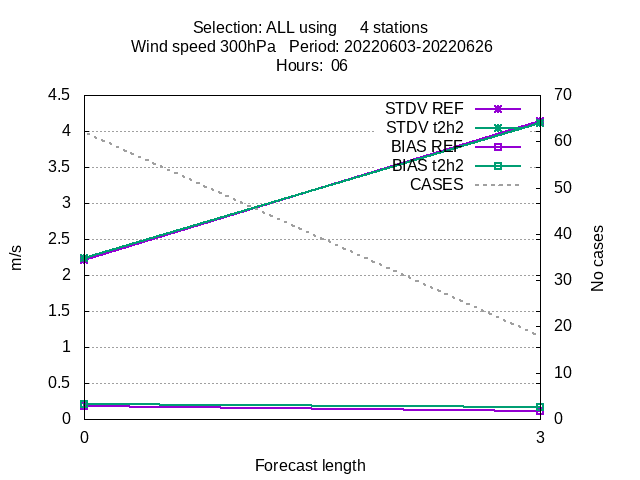 Selection: ALL using 4 stations
Wind speed 300hPa Period: 20220603-20220626
Hours: 06
4.5
4
3.5
3
2.5
2
1.5
1
0.5
0
70
60
50
40
30
20
10
0
STDV REF
STDV t2h2
BIAS REF
BIAS t2h2
CASES
m/s
No cases
0
3
Forecast length